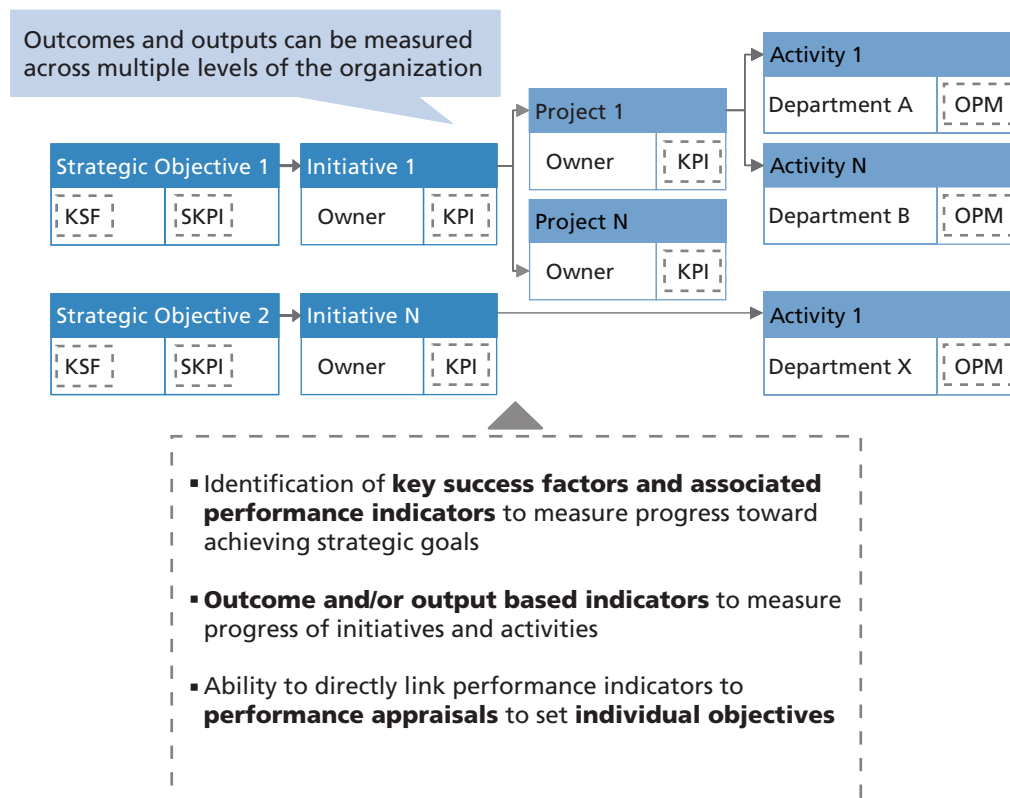 Outcomes and outputs can be measured
across multiple levels of the organization
Strategic Objective 1
KSF
SKPI
Initiative 1
Owner
KPI
Project 1
Owner
KPI
Project N
Owner
KPI
Activity 1
Department A
OPM
Activity N
Department B
OPM
Strategic Objective 2
KSF
SKPI
Initiative N
Owner
KPI
Activity 1
Department X
OPM
▪ Identification of key success factors and associated
performance indicators to measure progress toward
achieving strategic goals
▪ Outcome and/or output based indicators to measure
progress of initiatives and activities
▪ Ability to directly link performance indicators to
performance appraisals to set individual objectives